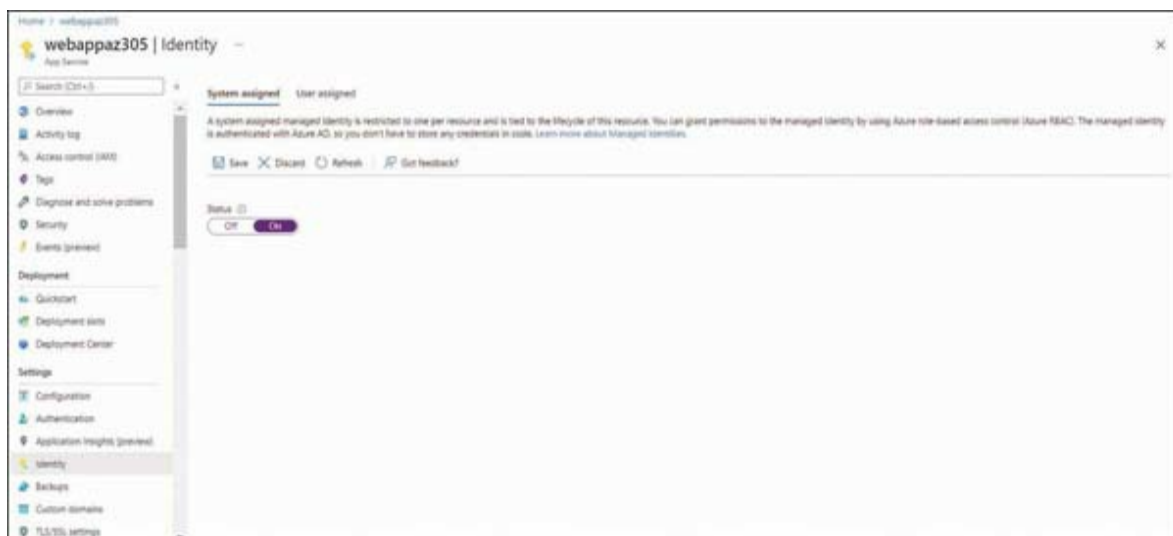 Home > webappaz305
webappaz305 | Identity ...
App Service
Search (Ctrl+/)
Overview
Activity log
Access control (IAM)
Tags
Diagnose and solve problems
Security
Events (preview)
Deployment
Quickstart
Deployment slots
Deployment Center
Settings
Configuration
Authentication
Application Insights (preview)
Identity
Backups
Custom domains
TLS/SSL settings
System assigned User assigned
A system assigned managed identity is restricted to one per resource and is tied to the lifecycle of this resource. You can grant permissions to the managed identity by using Azure role-based access control (Azure RBAC). The managed identity
is authenticated with Azure AD, so you don't have to store any credentials in code. Learn more about Managed identities.
Save Discard Refresh Got feedback?
Status
Off On